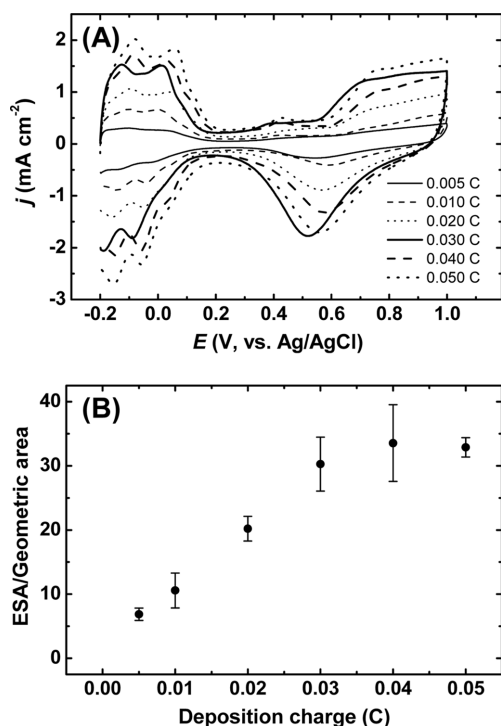 (A)
2
1
0
-1
-2
-3
j (mA cm⁻²)
0.005 C
0.010 C
0.020 C
0.030 C
0.040 C
0.050 C
-0.2 0.0 0.2 0.4 0.6 0.8 1.0
E (V, vs. Ag/AgCl)
(B)
40
30
20
10
0
ESA/Geometric area
0.00 0.01 0.02 0.03 0.04 0.05
Deposition charge (C)